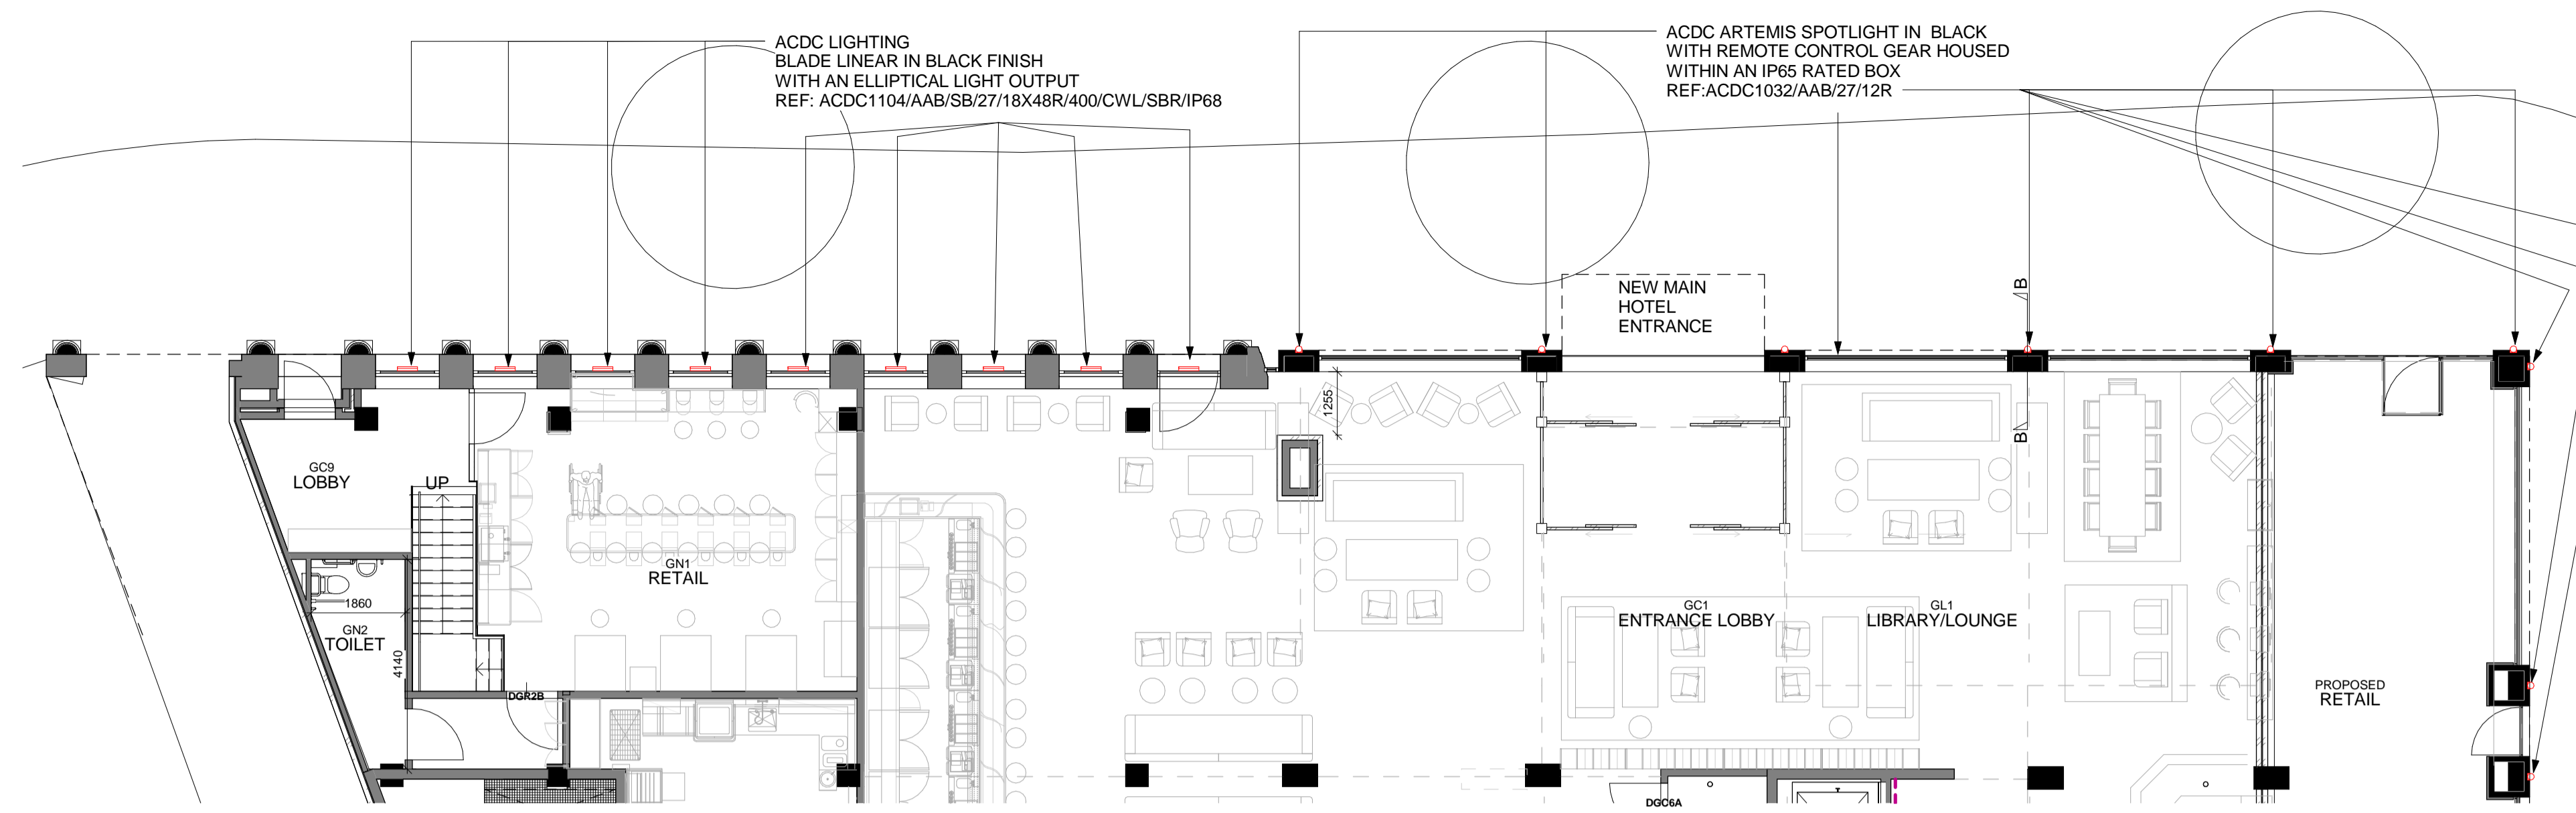 ACDC LIGHTING
BLADE LINEAR IN BLACK FINISH
WITH AN ELLIPTICAL LIGHT OUTPUT
REF: ACDC1104/AAB/SB/27/18X48R/400/CWL/SBR/IP68
ACDC ARTEMIS SPOTLIGHT IN BLACK
WITH REMOTE CONTROL GEAR HOUSED
WITHIN AN IP65 RATED BOX
REF:ACDC1032/AAB/27/12R
NEW MAIN
HOTEL
ENTRANCE
B
B
1255
GC9
LOBBY
UP
GN1
RETAIL
1860
GN2
TOILET
4140
DGR2B
GC1
ENTRANCE LOBBY
GL1
LIBRARY/LOUNGE
PROPOSED
RETAIL
DGC6A